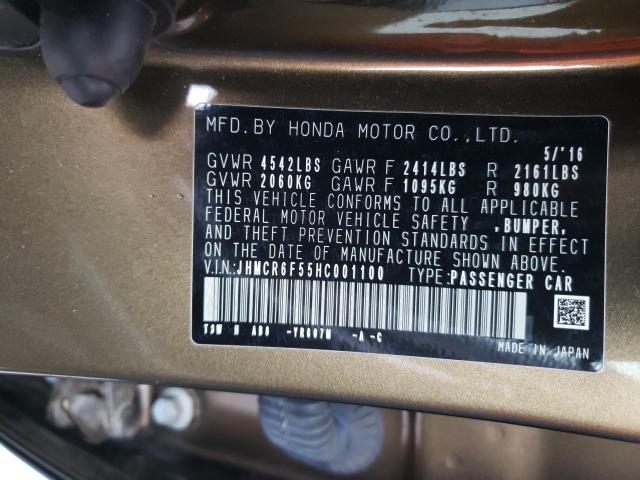 MFD.BY HONDA MOTOR CO.,LTD.
5/'16
GVWR 4542LBS GAWR F 2414LBS R 2161LBS
GVWR 2060KG GAWR F 1095KG R 980KG
THIS VEHICLE CONFORMS TO ALL APPLICABLE
FEDERAL MOTOR VEHICLE SAFETY ,BUMPER,
AND THEFT PREVENTION STANDARDS IN EFFECT
ON THE DATE OF MANUFACTURE SHOWN ABOVE.
V.I.N: JHMCR6F55HC001100 TYPE:PASSENGER CAR
-A -C
MADE IN JAPAN